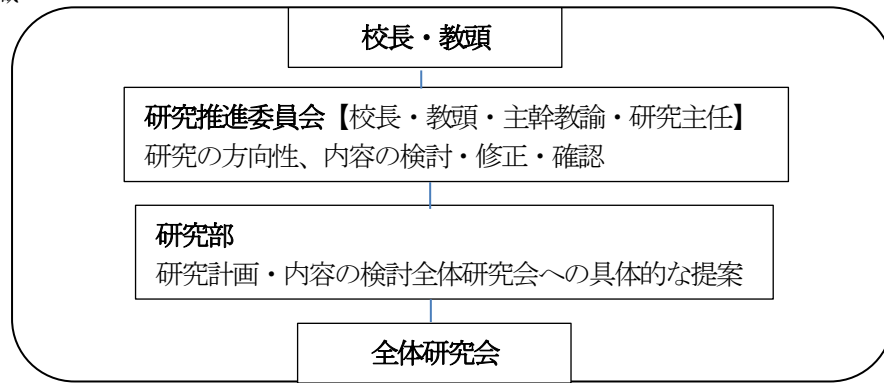 校長・教頭
研究推進委員会【校長・教頭・主幹教諭・研究主任】
研究の方向性、内容の検討・修正・確認
研究部
研究計画・内容の検討全体研究会への具体的な提案
全体研究会